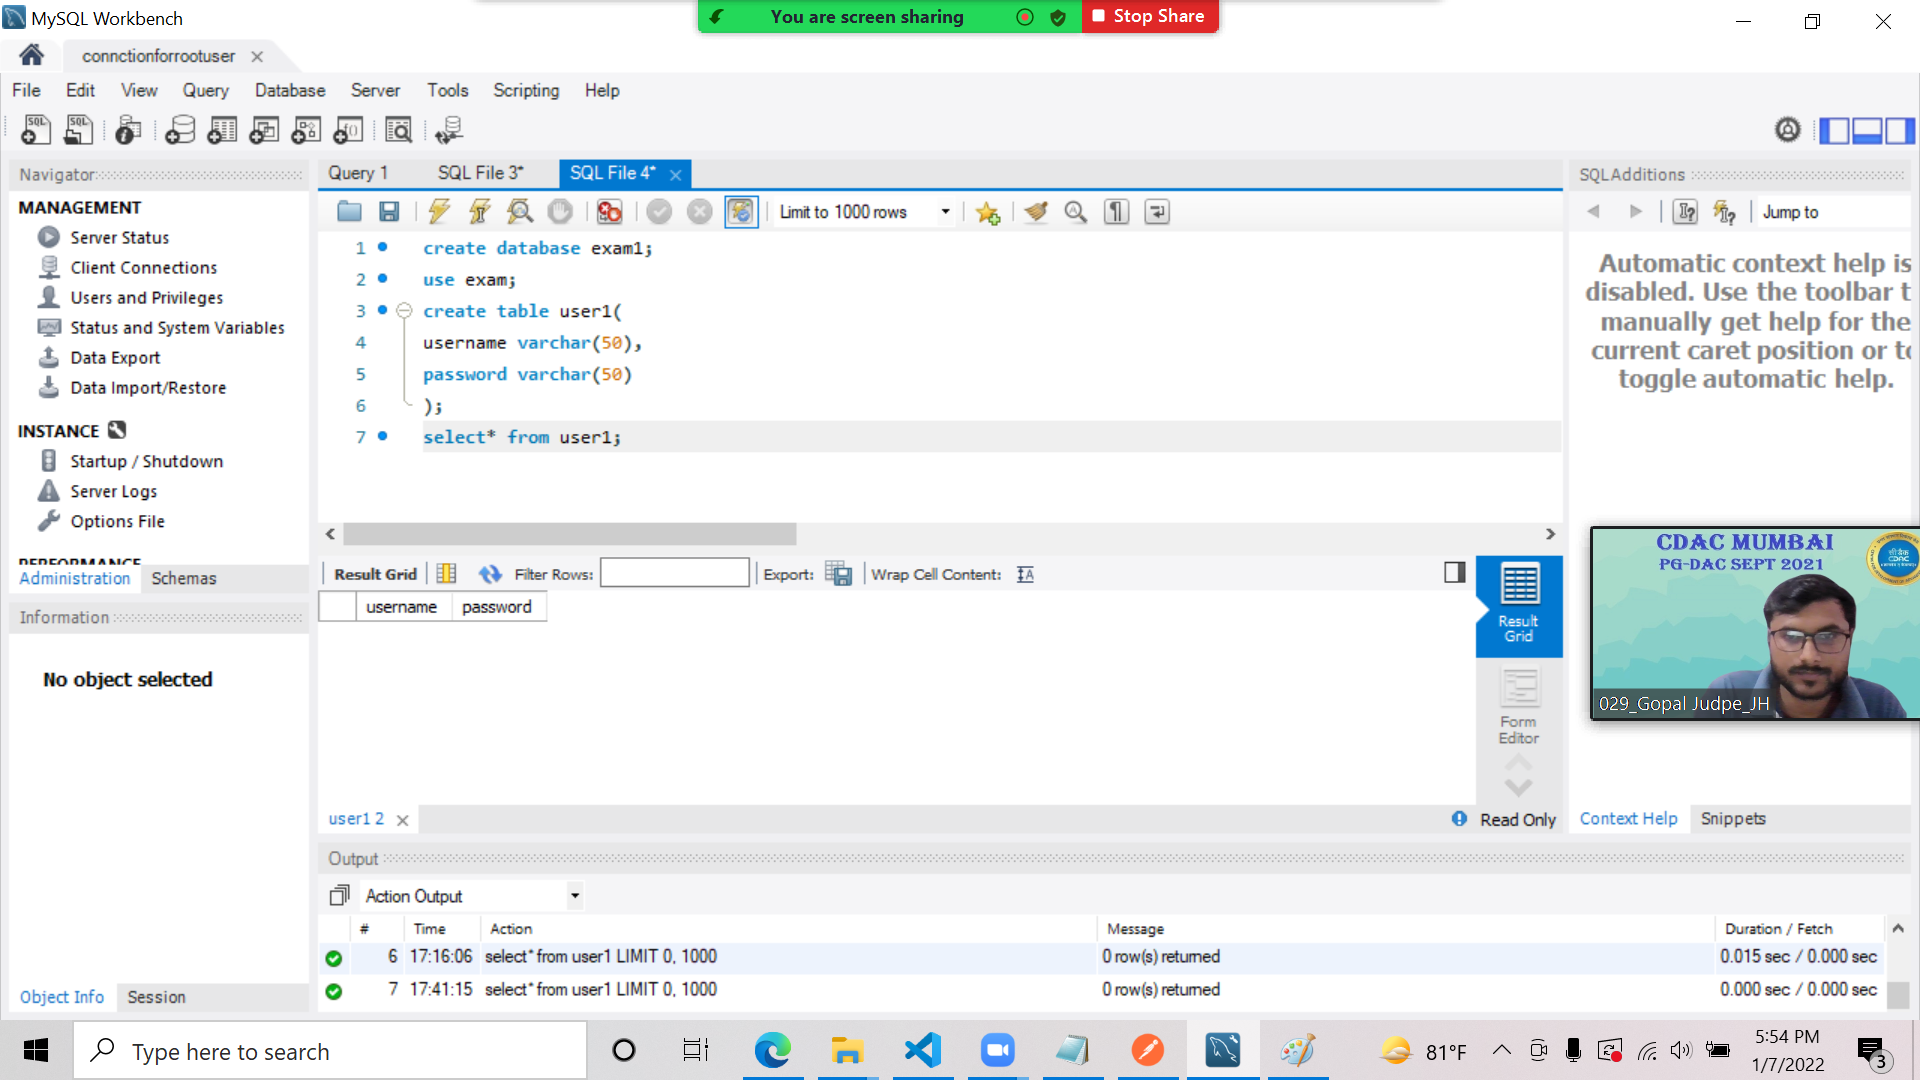 MySQL Workbench
You are screen sharing
Stop Share
connctionforrootuser
File Edit View Query Database Server Tools Scripting Help
Navigator
MANAGEMENT
Server Status
Client Connections
Users and Privileges
Status and System Variables
Data Export
Data Import/Restore
INSTANCE
Startup / Shutdown
Server Logs
Options File
PERFORMANCE
Administration Schemas
Information
No object selected
Object Info Session
Query 1 SQL File 3* SQL File 4*
Limit to 1000 rows
1 create database exam1;
2 use exam;
3 create table user1(
4 username varchar(50),
5 password varchar(50)
6 );
7 select* from user1;
Result Grid Filter Rows: Export: Wrap Cell Content:
username password
Result
Grid
Form
Editor
user1 2
Read Only
SQLAdditions
Jump to
Automatic context help is
disabled. Use the toolbar t
manually get help for the
current caret position or to
toggle automatic help.
CDAC MUMBAI
PG-DAC SEPT 2021
सी डैक
CDAC
029_Gopal Judpe_JH
Context Help Snippets
Output
Action Output
# Time Action Message Duration / Fetch
6 17:16:06 select* from user1 LIMIT 0, 1000 0 row(s) returned 0.015 sec / 0.000 sec
7 17:41:15 select* from user1 LIMIT 0, 1000 0 row(s) returned 0.000 sec / 0.000 sec
Type here to search
81°F
5:54 PM
1/7/2022
3